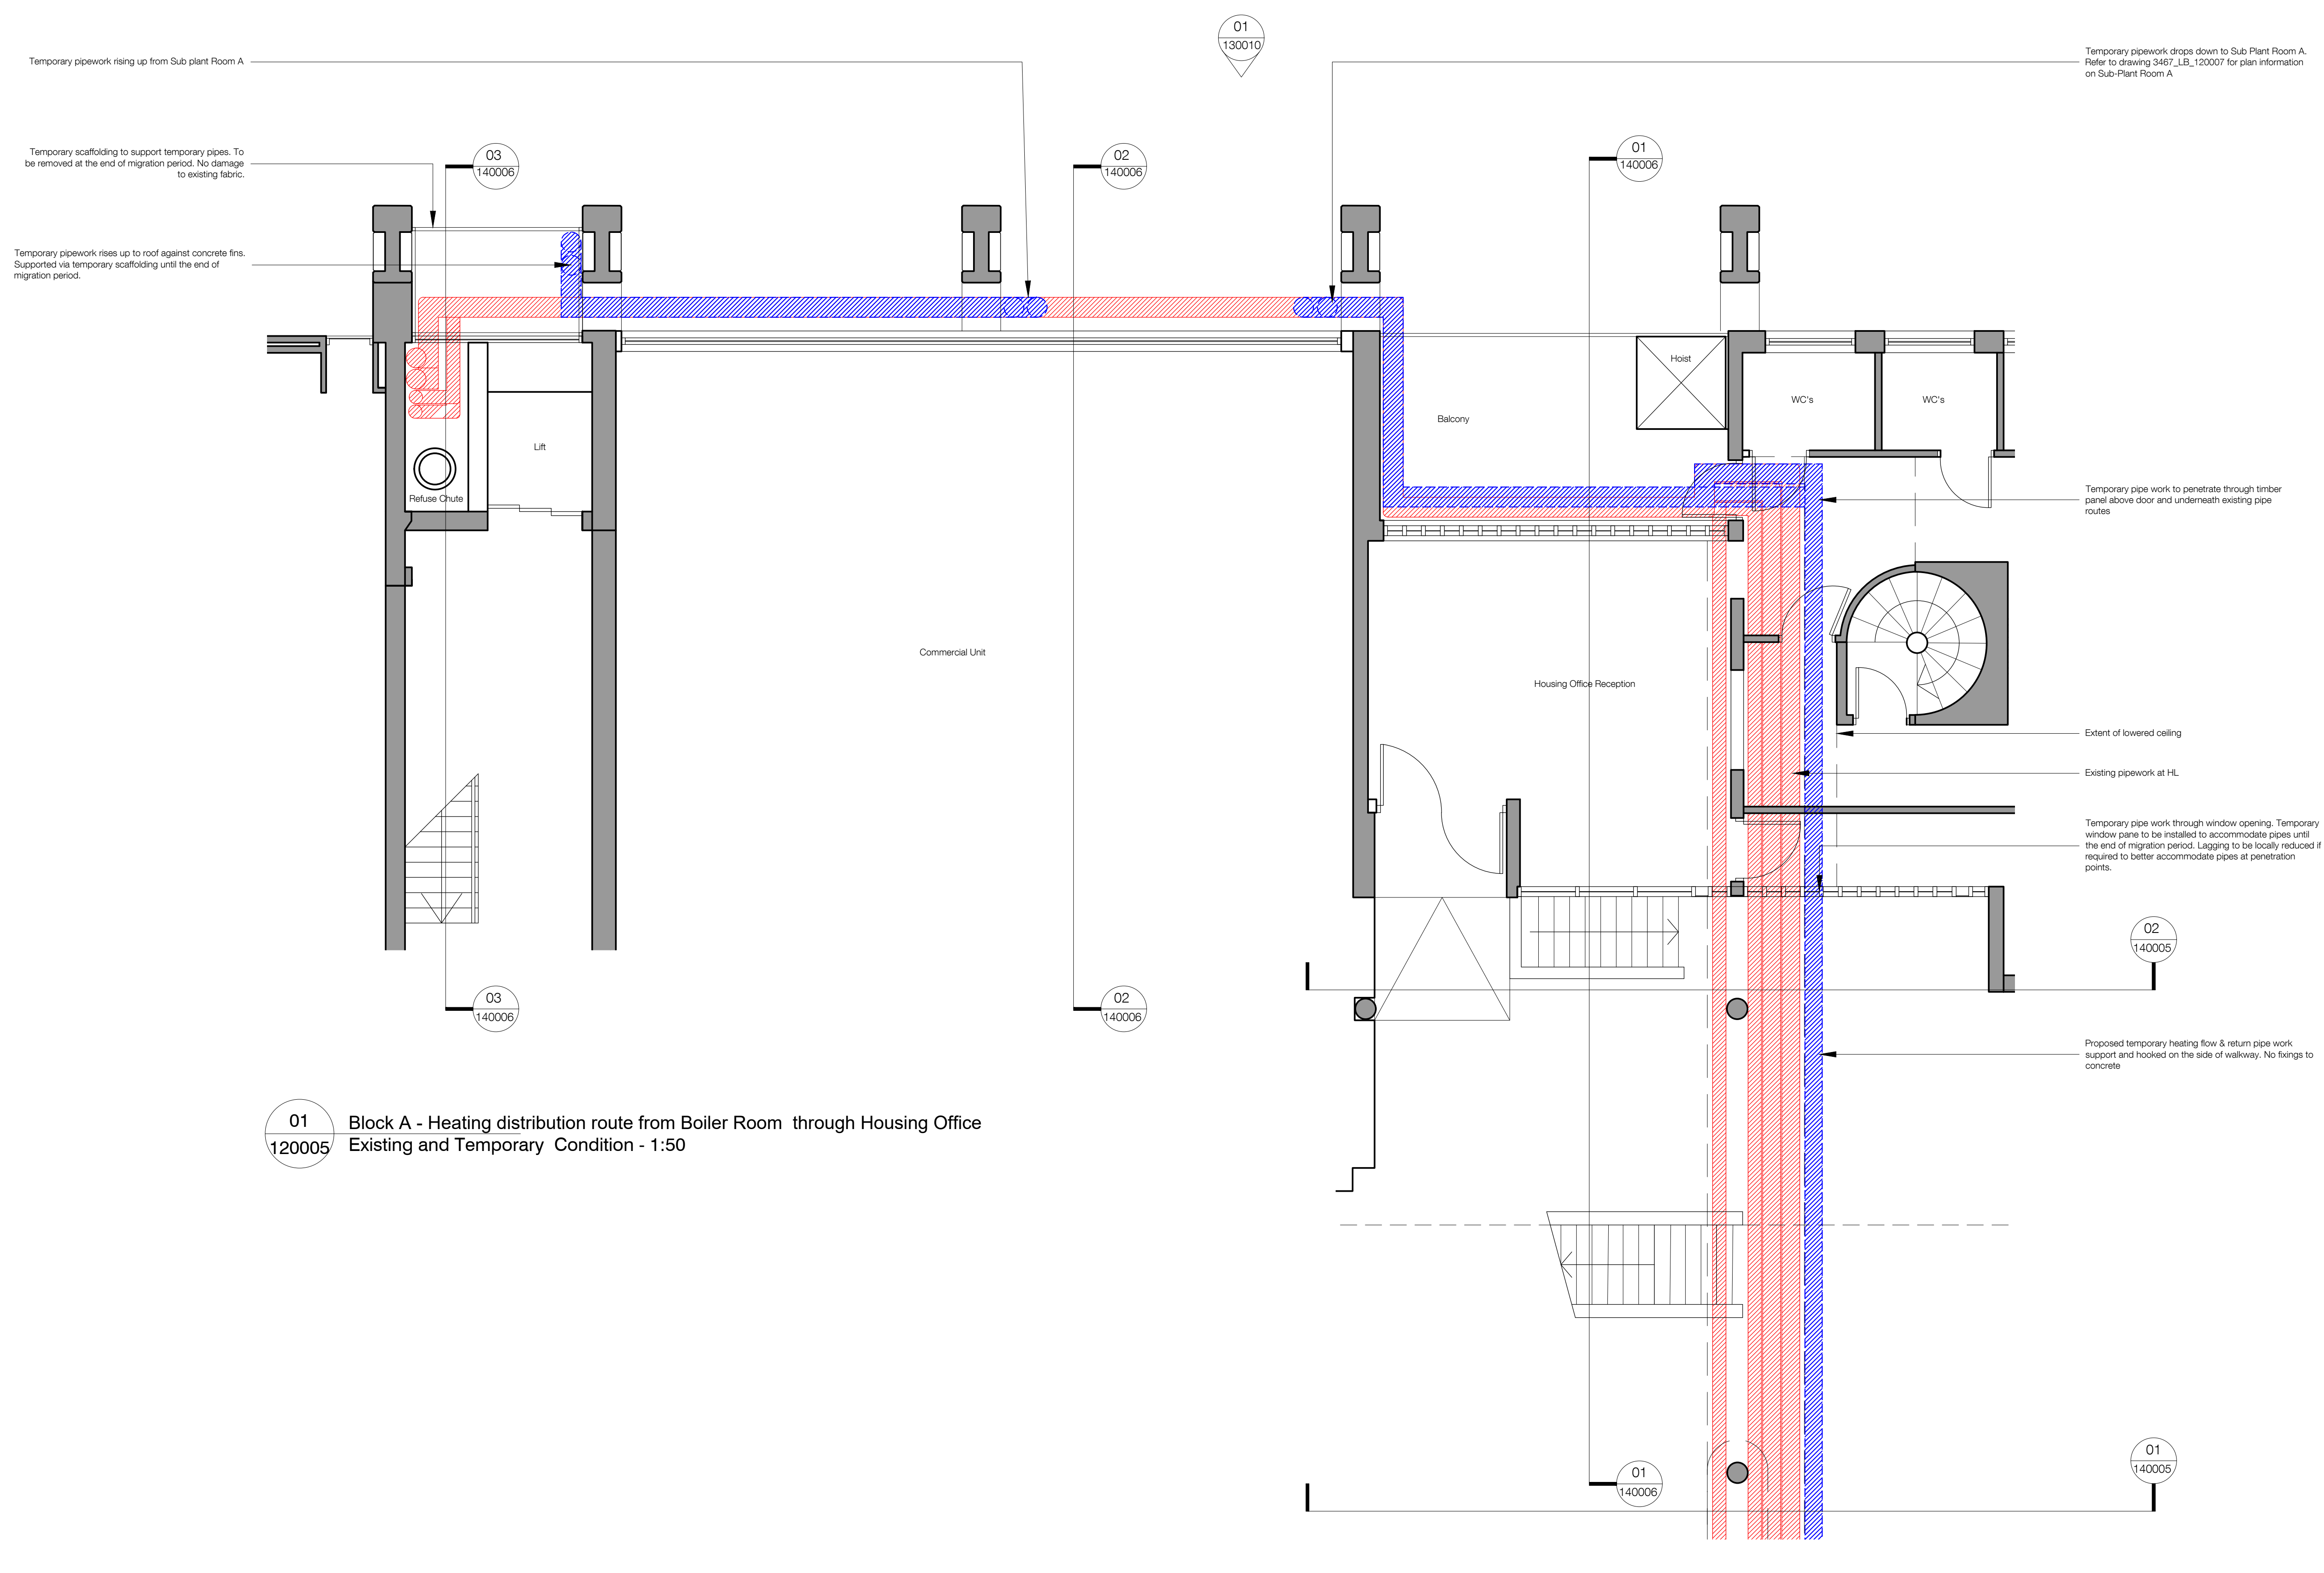 01
130010
Temporary pipework rising up from Sub plant Room A
Temporary pipework drops down to Sub Plant Room A.
Refer to drawing 3467_LB_120007 for plan information
on Sub-Plant Room A
Temporary scaffolding to support temporary pipes. To
be removed at the end of migration period. No damage
to existing fabric.
03
140006
02
140006
01
140006
Temporary pipework rises up to roof against concrete fins.
Supported via temporary scaffolding until the end of
migration period.
Hoist
WC's
WC's
Balcony
Lift
Refuse Chute
Temporary pipe work to penetrate through timber
panel above door and underneath existing pipe
routes
Commercial Unit
Housing Office Reception
Extent of lowered ceiling
Existing pipework at HL
Temporary pipe work through window opening. Temporary
window pane to be installed to accommodate pipes until
the end of migration period. Lagging to be locally reduced if
required to better accommodate pipes at penetration
points.
02
140005
03
140006
02
140006
Proposed temporary heating flow & return pipe work
support and hooked on the side of walkway. No fixings to
concrete
01
120005
Block A - Heating distribution route from Boiler Room  through Housing Office
Existing and Temporary  Condition - 1:50
01
140006
01
140005